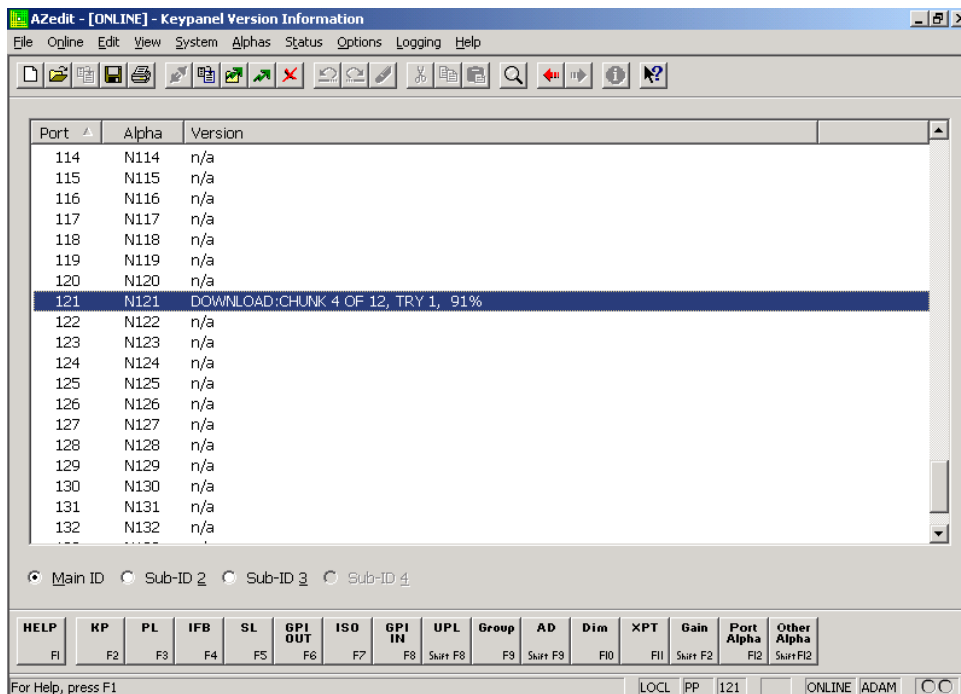 AZedit - [ONLINE] - Keypanel Version Information
File Online Edit View System Alphas Status Options Logging Help
Port Alpha Version
114 N114 n/a
115 N115 n/a
116 N116 n/a
117 N117 n/a
118 N118 n/a
119 N119 n/a
120 N120 n/a
121 N121 DOWNLOAD:CHUNK 4 OF 12, TRY 1, 91%
122 N122 n/a
123 N123 n/a
124 N124 n/a
125 N125 n/a
126 N126 n/a
127 N127 n/a
128 N128 n/a
129 N129 n/a
130 N130 n/a
131 N131 n/a
132 N132 n/a
Main ID Sub-ID 2 Sub-ID 3 Sub-ID 4
HELP KP PL IFB SL GPI OUT ISO GPI IN UPL Group AD Dim XPT Gain Port Alpha Other Alpha
F1 F2 F3 F4 F5 F6 F7 F8 Shift F8 F9 Shift F9 F10 F11 Shift F2 F12 Shift F12
For Help, press F1 LOCL PP 121 ONLINE ADAM